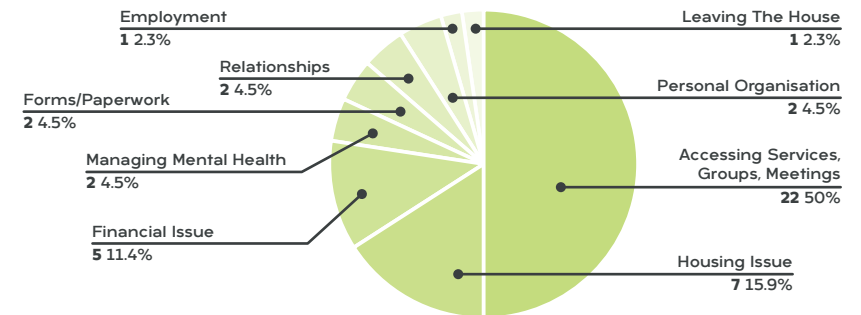 Employment
1 2.3%
Relationships
2 4.5%
Forms/Paperwork
2 4.5%
Managing Mental Health
2 4.5%
Financial Issue
5 11.4%
Leaving The House
1 2.3%
Personal Organisation
2 4.5%
Accessing Services,
Groups, Meetings
22 50%
Housing Issue
7 15.9%